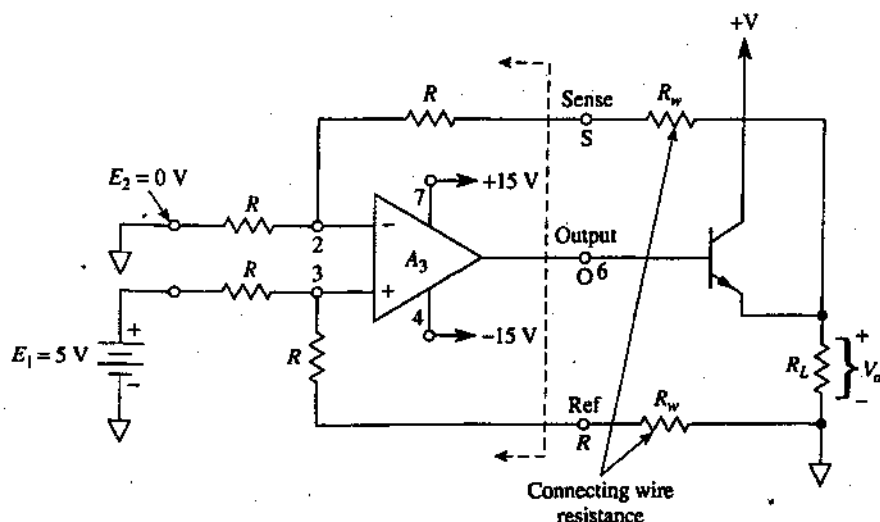 +V
R
Sense
R_w
S
E_2 = 0 V
7
+15 V
R
2
−
Output
A_3
O 6
R
3
+
4
−15 V
+
E_1 = 5 V
−
R
+
R_L
V_o
−
Ref
R_w
R
Connecting wire
resistance